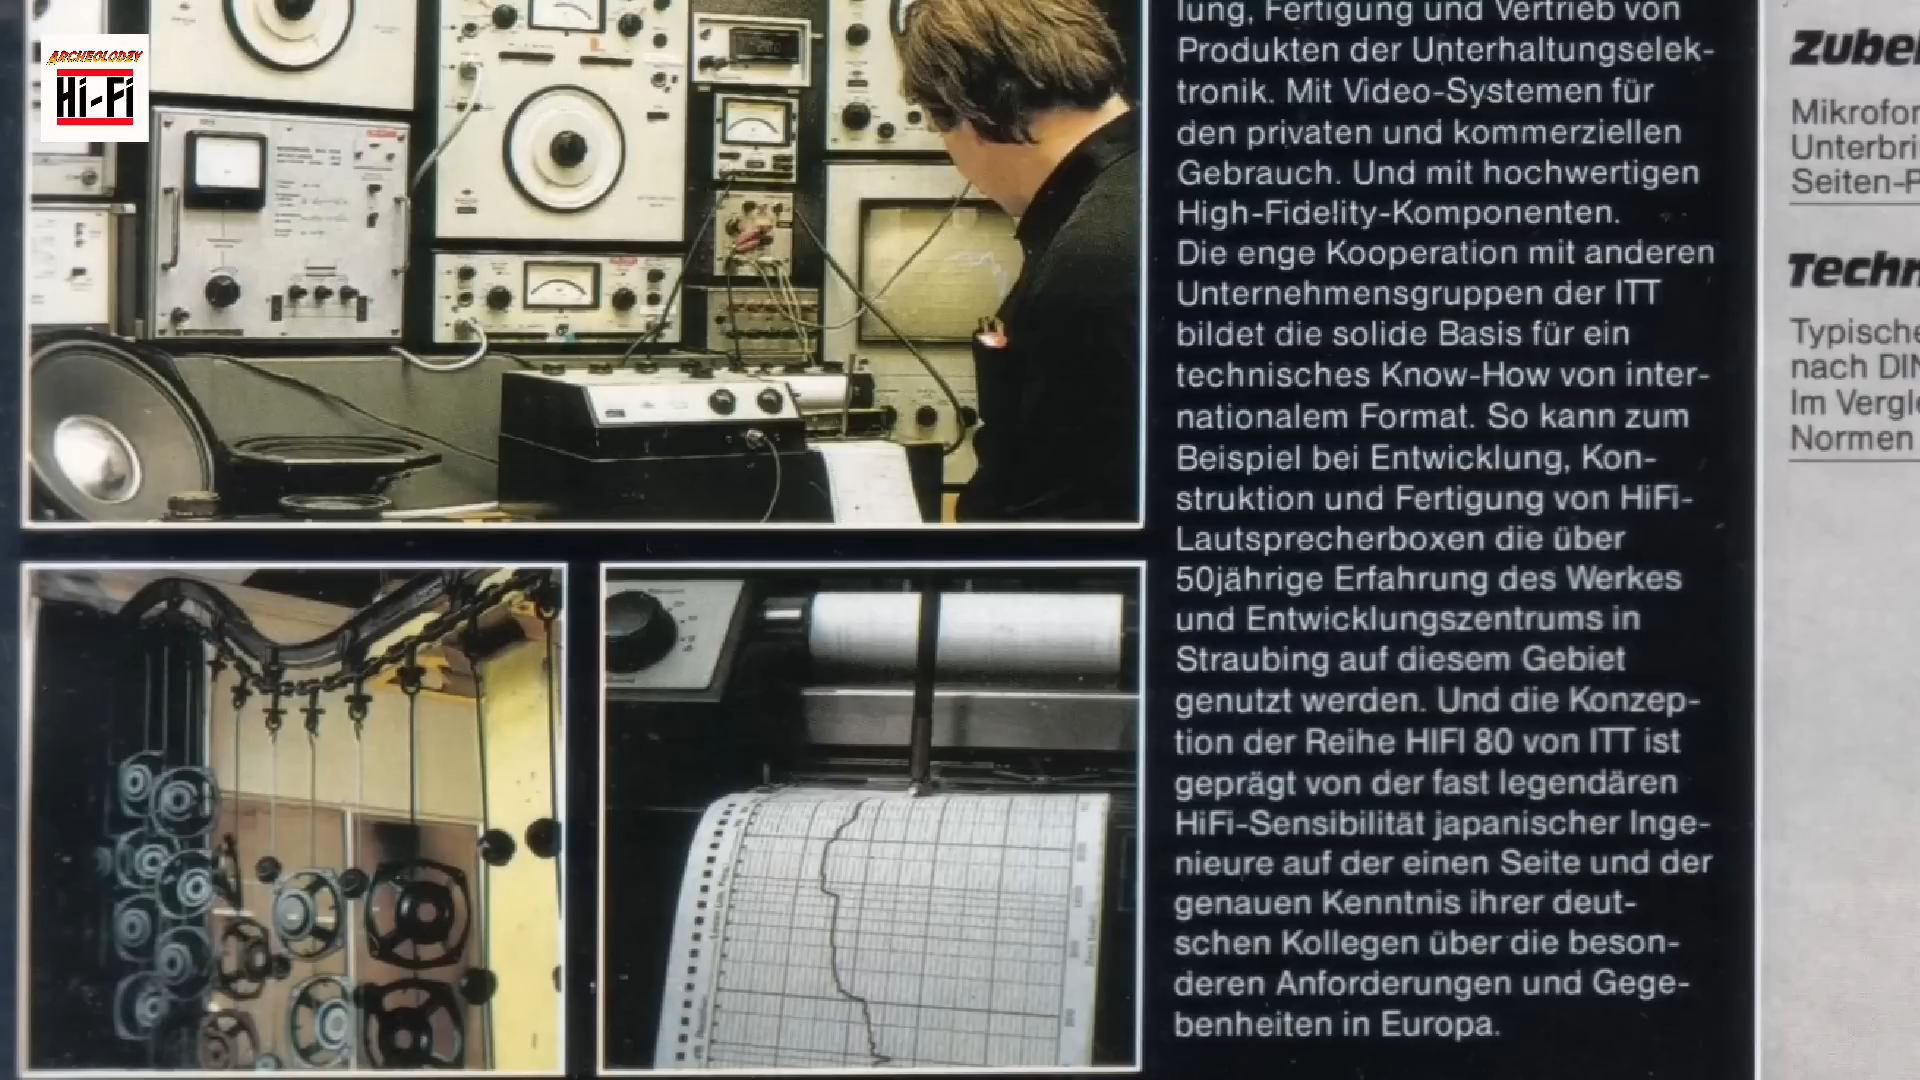 ARCHEOLODZY
Hi-Fi
lung, Fertigung und Vertrieb von
Produkten der Unterhaltungselek-
tronik. Mit Video-Systemen für
den privaten und kommerziellen
Gebrauch. Und mit hochwertigen
High-Fidelity-Komponenten.
Die enge Kooperation mit anderen
Unternehmensgruppen der ITT
bildet die solide Basis für ein
technisches Know-How von inter-
nationalem Format. So kann zum
Beispiel bei Entwicklung, Kon-
struktion und Fertigung von HiFi-
Lautsprecherboxen die über
50jährige Erfahrung des Werkes
und Entwicklungszentrums in
Straubing auf diesem Gebiet
genutzt werden. Und die Konzep-
tion der Reihe HIFI 80 von ITT ist
geprägt von der fast legendären
HiFi-Sensibilität japanischer Inge-
nieure auf der einen Seite und der
genauen Kenntnis ihrer deut-
schen Kollegen über die beson-
deren Anforderungen und Gege-
benheiten in Europa.
Zubeh
Mikrofon
Unterbri
Seiten-F
Techn
Typische
nach DIN
Im Vergle
Normen